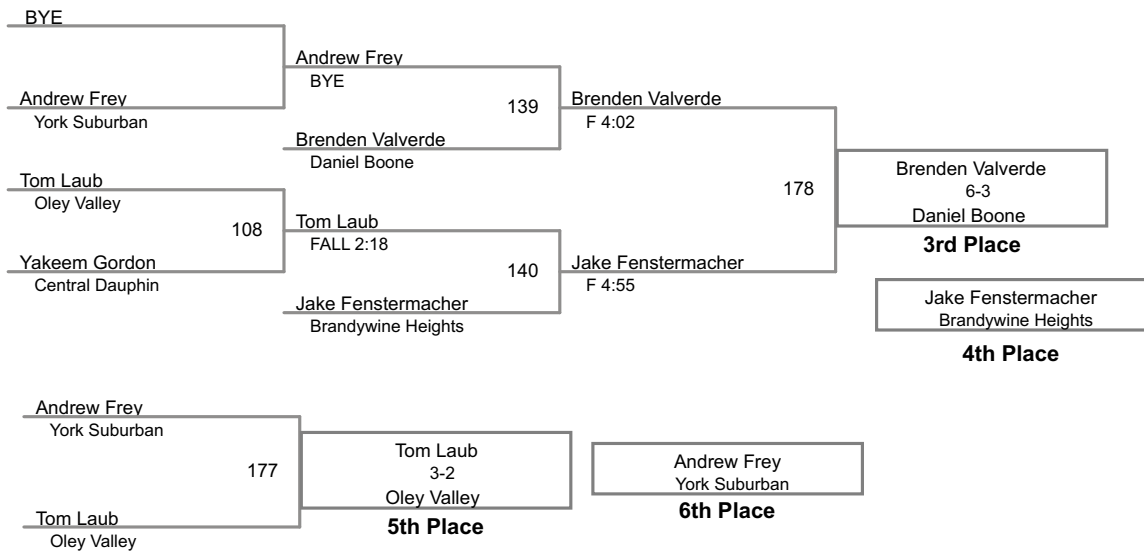 BYE
Andrew Frey
BYE
Andrew Frey
York Suburban
139
Brenden Valverde
F 4:02
Brenden Valverde
Daniel Boone
Tom Laub
Oley Valley
178
Brenden Valverde
6-3
Daniel Boone
3rd Place
108
Tom Laub
FALL 2:18
Yakeem Gordon
Central Dauphin
140
Jake Fenstermacher
F 4:55
Jake Fenstermacher
Brandywine Heights
Jake Fenstermacher
Brandywine Heights
4th Place
Andrew Frey
York Suburban
177
Tom Laub
3-2
Oley Valley
5th Place
Andrew Frey
York Suburban
6th Place
Tom Laub
Oley Valley